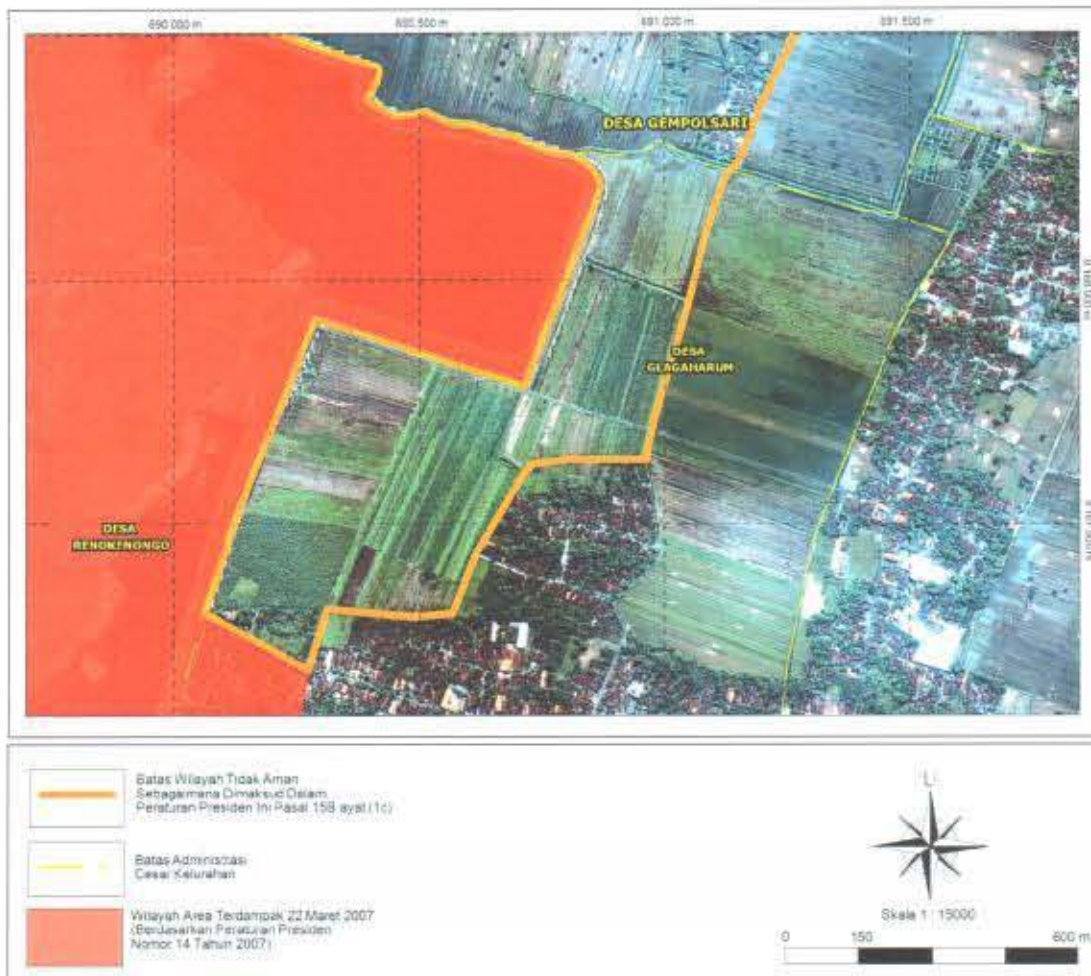 690.000 m
690.500 m
691.000 m
691.500 m
DESA GEMPOLSARI
DESA
GLAGAHARUM
DESA
RENOKENONGO
Batas Wilayah Tidak Aman
Sebagaimana Dimaksud Dalam
Peraturan Presiden Ini Pasal 15B ayat (1c)
Batas Administrasi
Desa/ Kelurahan
Wilayah Area Terdampak 22 Maret 2007
(Berdasarkan Peraturan Presiden
Nomor 14 Tahun 2007)
U
Skala 1 : 15000
0 150 600 m